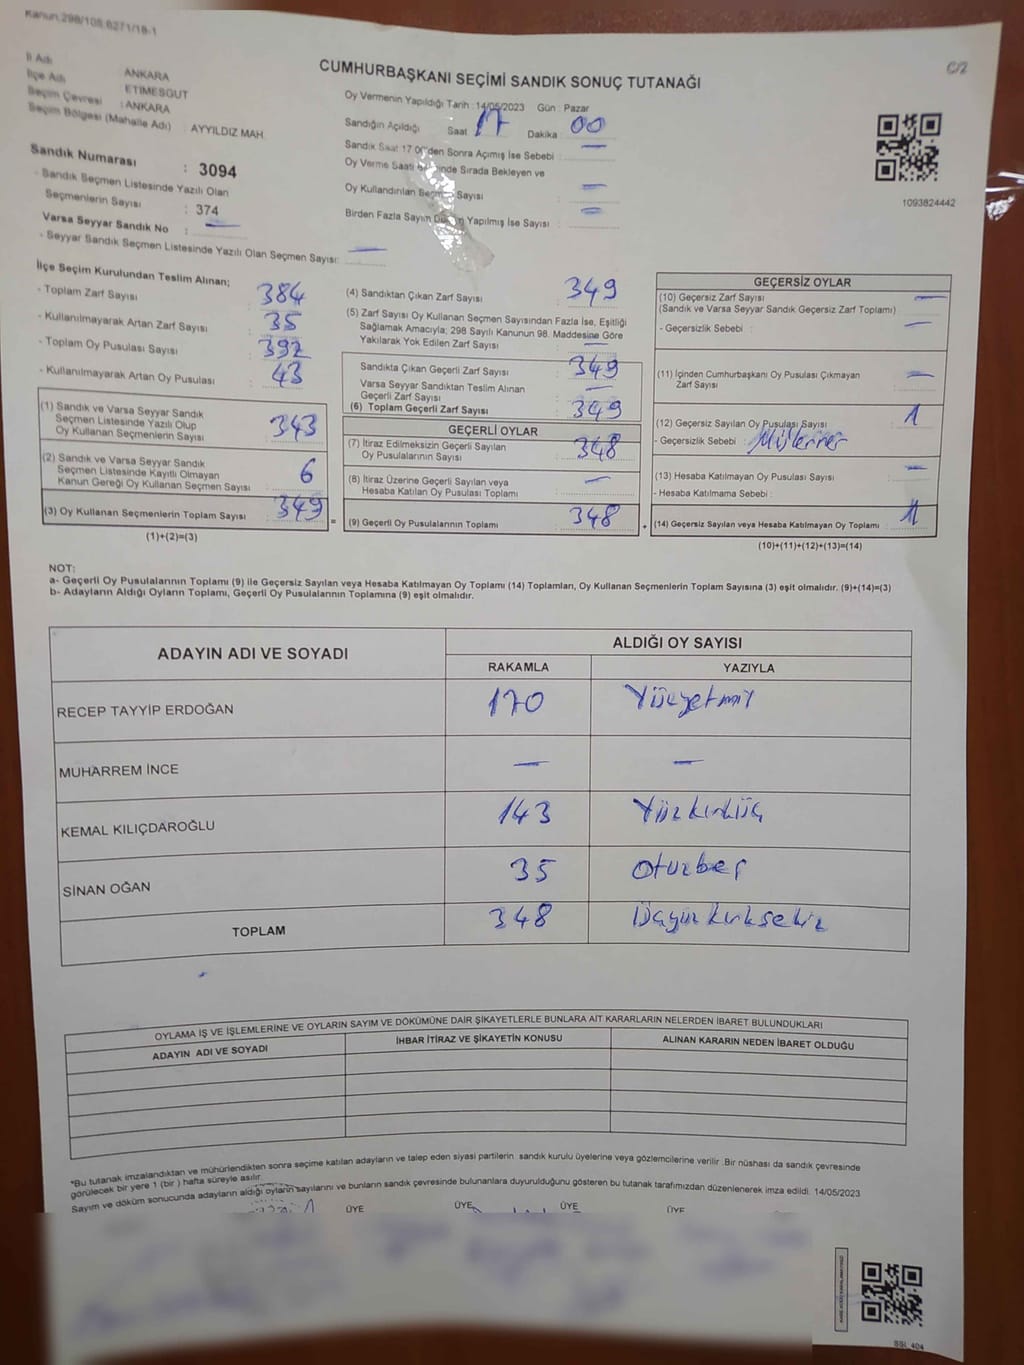 Kanun:298/105,6271/18-1
C/2
CUMHURBAŞKANI SEÇİMİ SANDIK SONUÇ TUTANAĞI
İl Adı : ANKARA
İlçe Adı : ETİMESGUT
Seçim Çevresi : ANKARA
Seçim Bölgesi (Mahalle Adı) : AYYILDIZ MAH.
Sandık Numarası : 3094
- Sandık Seçmen Listesinde Yazılı Olan
Seçmenlerin Sayısı : 374
Varsa Seyyar Sandık No : —
- Seyyar Sandık Seçmen Listesinde Yazılı Olan Seçmen Sayısı: —
Oy Vermenin Yapıldığı Tarih : 14/05/2023 Gün : Pazar
Sandığın Açıldığı Saat 17 Dakika 00
Sandık Saat 17.00'den Sonra Açımış İse Sebebi : —
Oy Verme Saati Sırada Bekleyen ve
Oy Kullandırılan Seçmen Sayısı : —
Birden Fazla Sayım Yapılmış İse Sayısı : —
1093824442
İlçe Seçim Kurulundan Teslim Alınan;
- Toplam Zarf Sayısı 384
- Kullanılmayarak Artan Zarf Sayısı 35
- Toplam Oy Pusulası Sayısı 392
- Kullanılmayarak Artan Oy Pusulası 43
(1) Sandık ve Varsa Seyyar Sandık
Seçmen Listesinde Yazılı Olup
Oy Kullanan Seçmenlerin Sayısı 343
(2) Sandık ve Varsa Seyyar Sandık
Seçmen Listesinde Kayıtlı Olmayan
Kanun Gereği Oy Kullanan Seçmen Sayısı 6
(3) Oy Kullanan Seçmenlerin Toplam Sayısı 349
(1)+(2)=(3)
=
(4) Sandıktan Çıkan Zarf Sayısı 349
(5) Zarf Sayısı Oy Kullanan Seçmen Sayısından Fazla İse, Eşitliği
Sağlamak Amacıyla; 298 Sayılı Kanunun 98. Maddesine Göre
Yakılarak Yok Edilen Zarf Sayısı —
Sandıkta Çıkan Geçerli Zarf Sayısı 349
Varsa Seyyar Sandıktan Teslim Alınan
Geçerli Zarf Sayısı —
(6) Toplam Geçerli Zarf Sayısı 349
GEÇERLİ OYLAR
(7) İtiraz Edilmeksizin Geçerli Sayılan
Oy Pusulalarının Sayısı 348
(8) İtiraz Üzerine Geçerli Sayılan veya
Hesaba Katılan Oy Pusulası Toplamı —
(9) Geçerli Oy Pusulalarının Toplamı 348
+
GEÇERSİZ OYLAR
(10) Geçersiz Zarf Sayısı —
(Sandık ve Varsa Seyyar Sandık Geçersiz Zarf Toplamı)
- Geçersizlik Sebebi : —
(11) İçinden Cumhurbaşkanı Oy Pusulası Çıkmayan
Zarf Sayısı —
(12) Geçersiz Sayılan Oy Pusulası Sayısı 1
- Geçersizlik Sebebi :
(13) Hesaba Katılmayan Oy Pusulası Sayısı —
- Hesaba Katılmama Sebebi :
(14) Geçersiz Sayılan veya Hesaba Katılmayan Oy Toplamı 1
(10)+(11)+(12)+(13)=(14)
NOT:
a- Geçerli Oy Pusulalarının Toplamı (9) ile Geçersiz Sayılan veya Hesaba Katılmayan Oy Toplamı (14) Toplamları, Oy Kullanan Seçmenlerin Toplam Sayısına (3) eşit olmalıdır. (9)+(14)=(3)
b- Adayların Aldığı Oyların Toplamı, Geçerli Oy Pusulalarının Toplamına (9) eşit olmalıdır.
ADAYIN ADI VE SOYADI
ALDIĞI OY SAYISI
RAKAMLA YAZIYLA
RECEP TAYYİP ERDOĞAN 170 Yüzyetmiş
MUHARREM İNCE — —
KEMAL KILIÇDAROĞLU 143 Yüzkırküç
SİNAN OĞAN 35 Otuzbeş
TOPLAM 348 Üçyüzkırksekiz
OYLAMA İŞ VE İŞLEMLERİNE VE OYLARIN SAYIM VE DÖKÜMÜNE DAİR ŞİKAYETLERLE BUNLARA AİT KARARLARIN NELERDEN İBARET BULUNDUKLARI
ADAYIN ADI VE SOYADI İHBAR İTİRAZ VE ŞİKAYETİN KONUSU ALINAN KARARIN NEDEN İBARET OLDUĞU
*Bu tutanak imzalandıktan ve mühürlendikten sonra seçime katılan adayların ve talep eden siyasi partilerin sandık kurulu üyelerine veya gözlemcilerine verilir .Bir nüshası da sandık çevresinde
görülecek bir yere 1 (bir ) hafta süreyle asılır.
Sayım ve döküm sonucunda adayların aldığı oyların sayılarını ve bunların sandık çevresinde bulunanlara duyurulduğunu gösteren bu tutanak tarafımızdan düzenlenerek imza edildi. 14/05/2023
ÜYE ÜYE ÜYE ÜYE